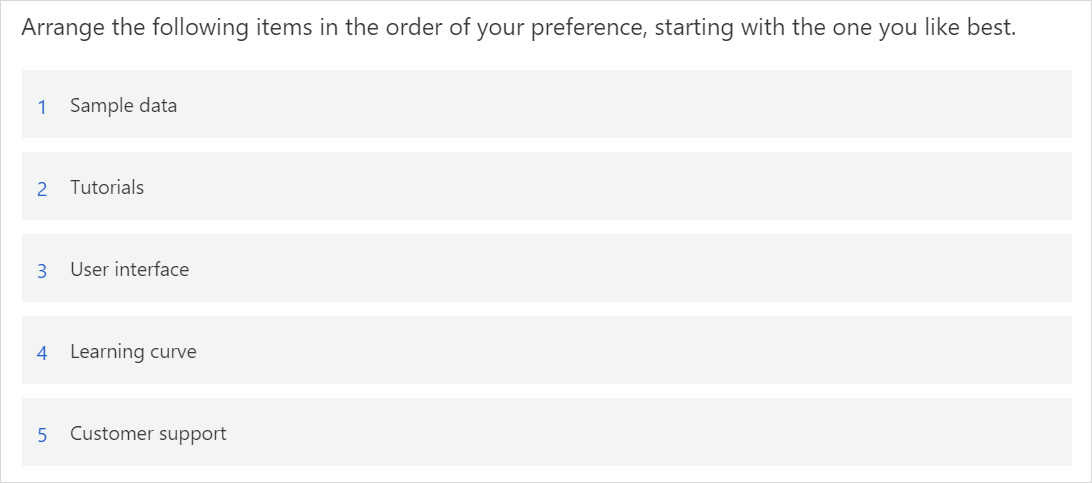 Arrange the following items in the order of your preference, starting with the one you like best.
1 Sample data
2 Tutorials
3 User interface
4 Learning curve
5 Customer support